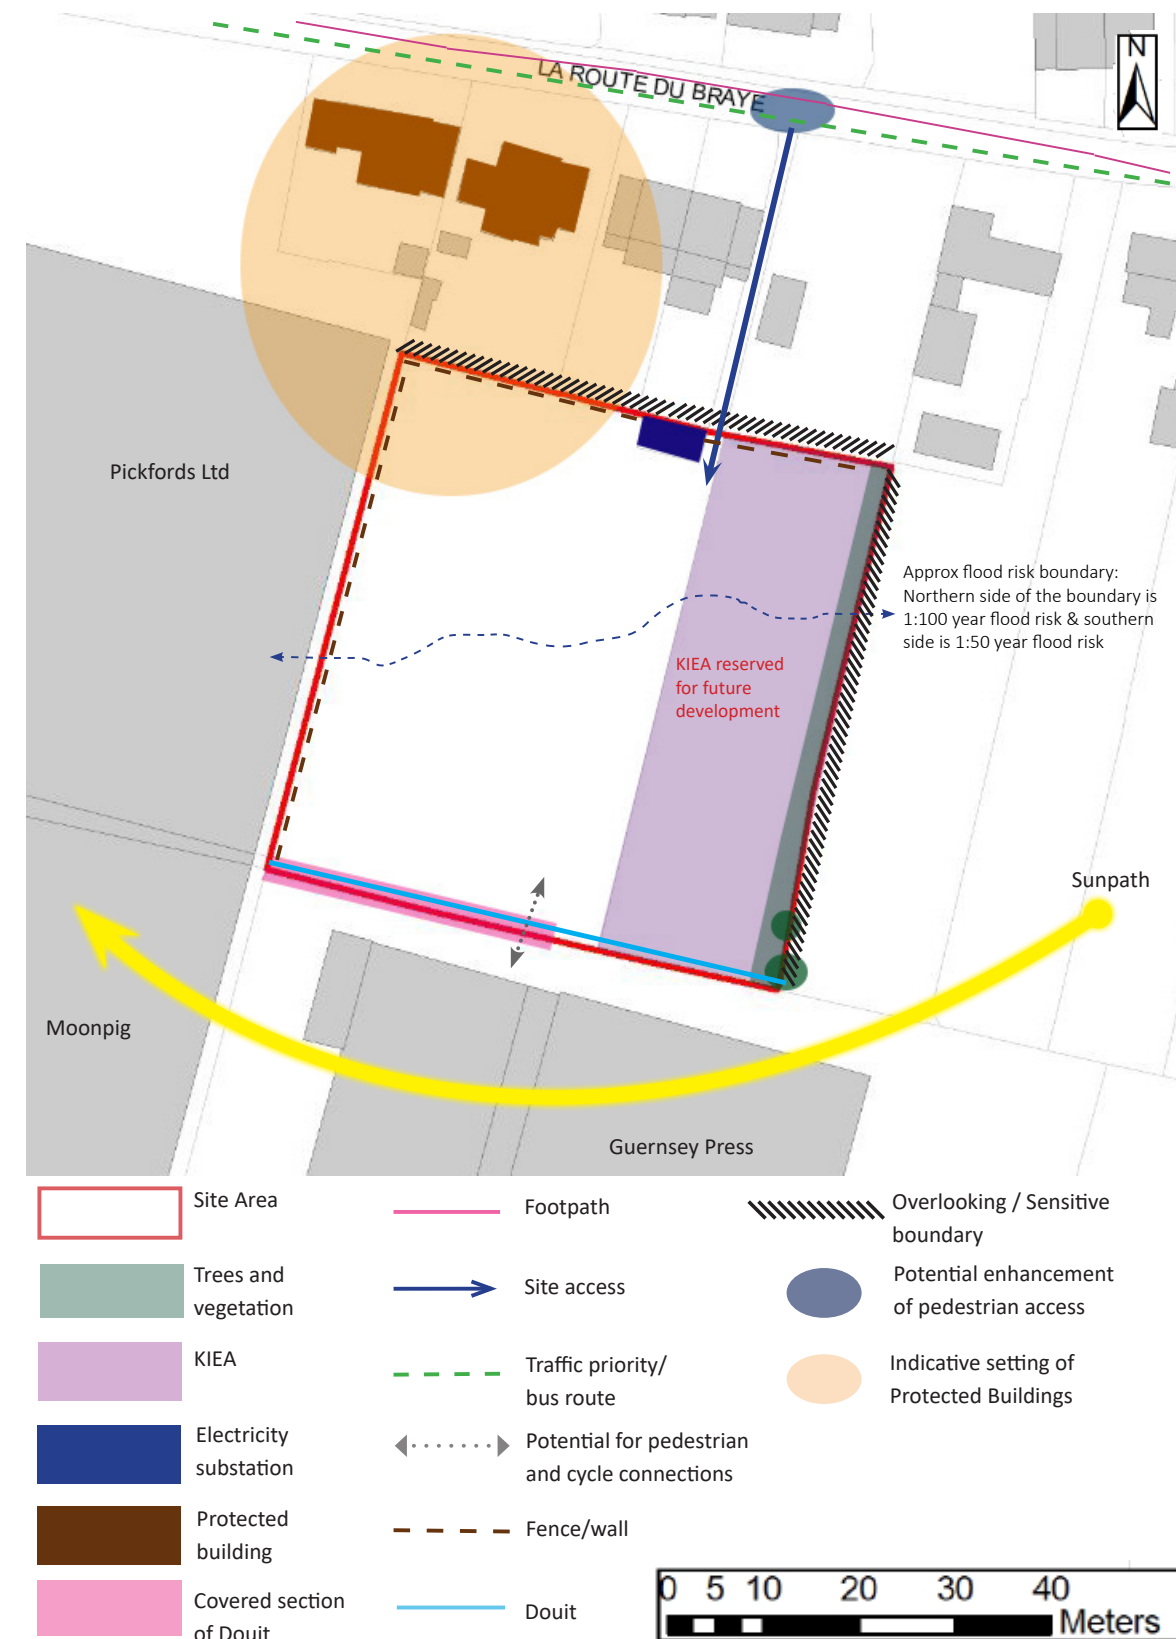 LA ROUTE DU BRAYE
N
Pickfords Ltd
Approx flood risk boundary:
Northern side of the boundary is
1:100 year flood risk & southern
side is 1:50 year flood risk
KIEA reserved
for future
development
Sunpath
Moonpig
Guernsey Press
Site Area
Trees and
vegetation
KIEA
Electricity
substation
Protected
building
Covered section
of Douit
Footpath
Site access
Traffic priority/
bus route
Potential for pedestrian
and cycle connections
Fence/wall
Douit
Overlooking / Sensitive
boundary
Potential enhancement
of pedestrian access
Indicative setting of
Protected Buildings
0 5 10 20 30 40
Meters